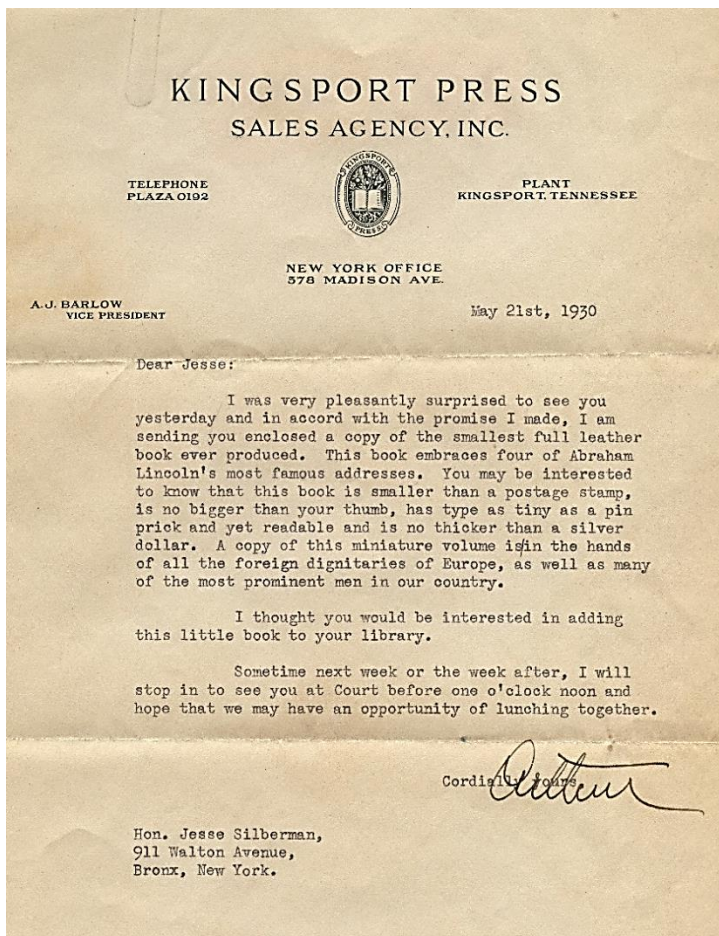 KINGSPORT PRESS
SALES AGENCY, INC.
TELEPHONE
PLAZA 0192
KINGSPORT
PRESS
PLANT
KINGSPORT, TENNESSEE
NEW YORK OFFICE
578 MADISON AVE.
A.J. BARLOW
VICE PRESIDENT
May 21st, 1930
Dear Jesse:
I was very pleasantly surprised to see you
yesterday and in accord with the promise I made, I am
sending you enclosed a copy of the smallest full leather
book ever produced. This book embraces four of Abraham
Lincoln's most famous addresses. You may be interested
to know that this book is smaller than a postage stamp,
is no bigger than your thumb, has type as tiny as a pin
prick and yet readable and is no thicker than a silver
dollar. A copy of this miniature volume is/in the hands
of all the foreign dignitaries of Europe, as well as many
of the most prominent men in our country.
I thought you would be interested in adding
this little book to your library.
Sometime next week or the week after, I will
stop in to see you at Court before one o'clock noon and
hope that we may have an opportunity of lunching together.
Cordially yours
Arthur
Hon. Jesse Silberman,
911 Walton Avenue,
Bronx, New York.